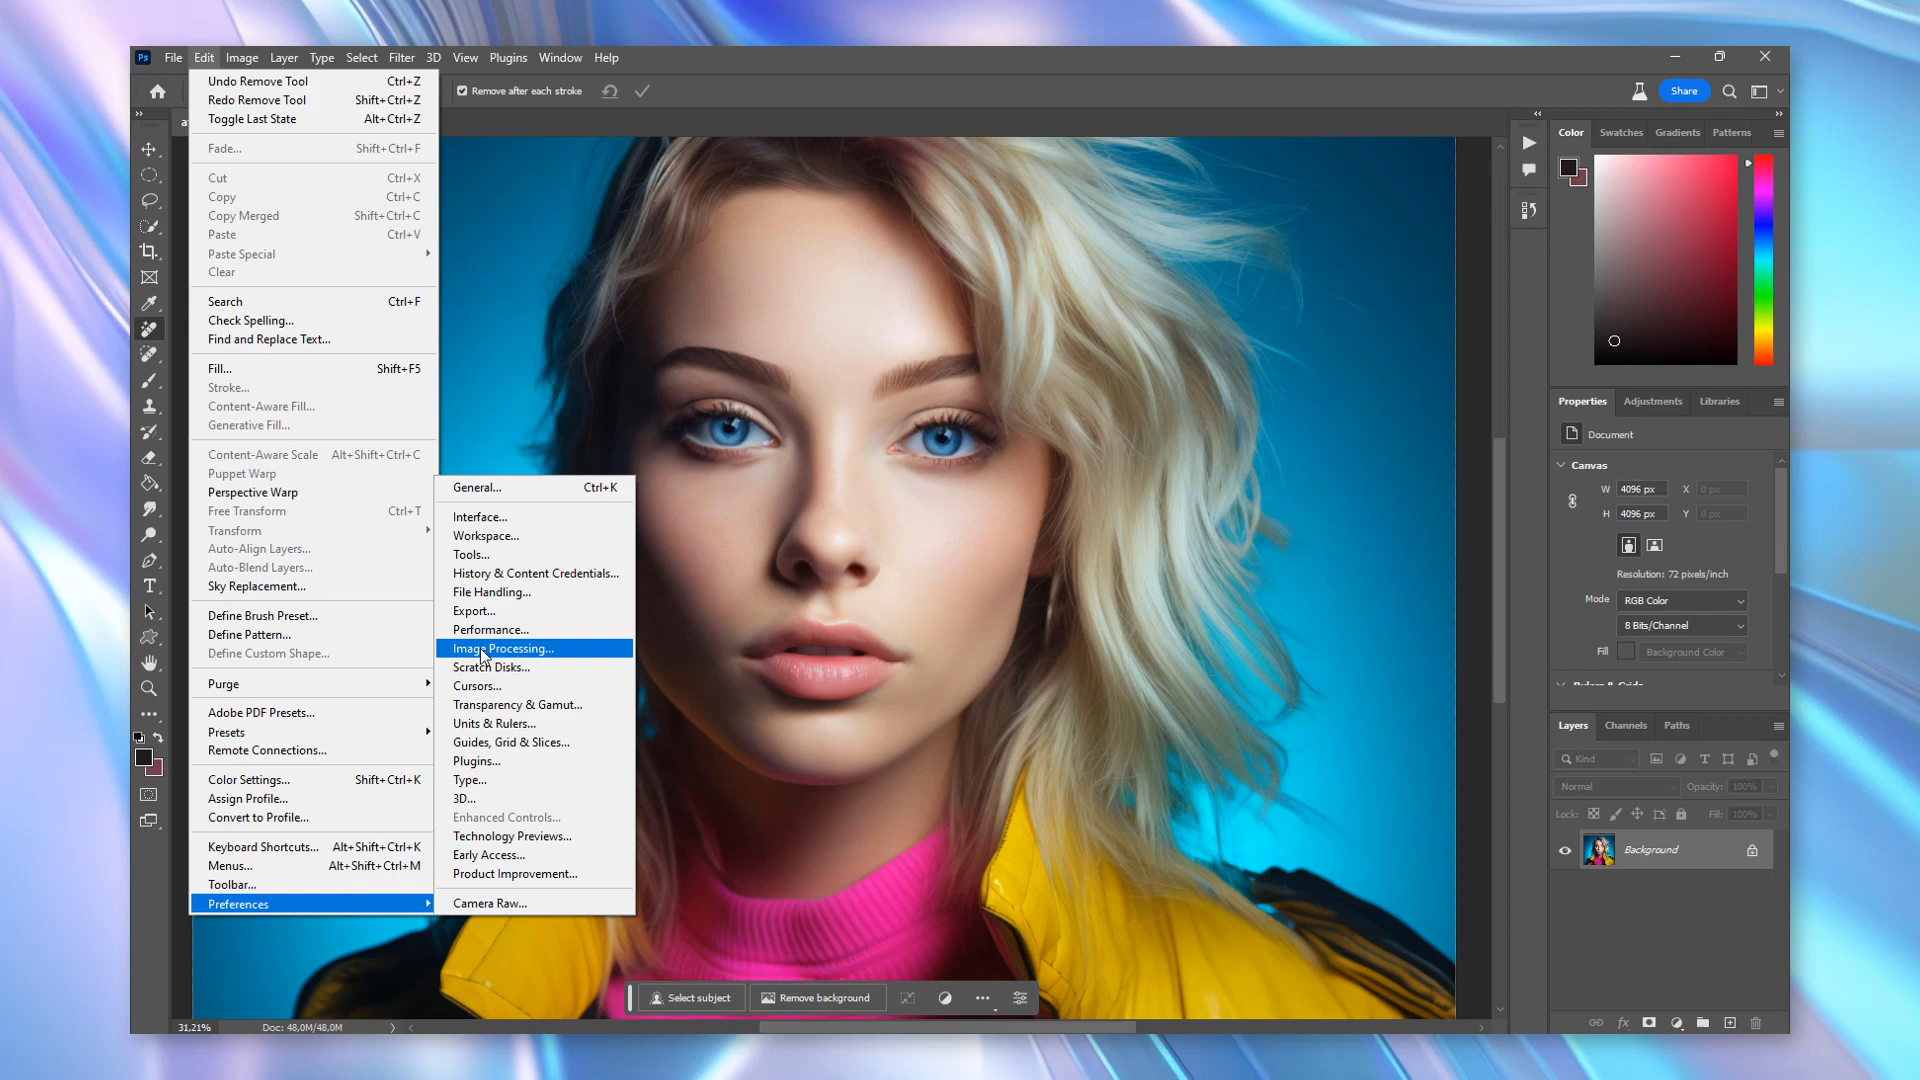 Ps File Edit Image Layer Type Select Filter 3D View Plugins Window Help
Remove after each stroke
Share
Undo Remove Tool Ctrl+Z
Redo Remove Tool Shift+Ctrl+Z
Toggle Last State Alt+Ctrl+Z
Fade... Shift+Ctrl+F
Cut Ctrl+X
Copy Ctrl+C
Copy Merged Shift+Ctrl+C
Paste Ctrl+V
Paste Special
Clear
Search Ctrl+F
Check Spelling...
Find and Replace Text...
Fill... Shift+F5
Stroke...
Content-Aware Fill...
Generative Fill...
Content-Aware Scale Alt+Shift+Ctrl+C
Puppet Warp
Perspective Warp
Free Transform Ctrl+T
Transform
Auto-Align Layers...
Auto-Blend Layers...
Sky Replacement...
Define Brush Preset...
Define Pattern...
Define Custom Shape...
Purge
Adobe PDF Presets...
Presets
Remote Connections...
Color Settings... Shift+Ctrl+K
Assign Profile...
Convert to Profile...
Keyboard Shortcuts... Alt+Shift+Ctrl+K
Menus... Alt+Shift+Ctrl+M
Toolbar...
Preferences
General... Ctrl+K
Interface...
Workspace...
Tools...
History & Content Credentials...
File Handling...
Export...
Performance...
Image Processing...
Scratch Disks...
Cursors...
Transparency & Gamut...
Units & Rulers...
Guides, Grid & Slices...
Plugins...
Type...
3D...
Enhanced Controls...
Technology Previews...
Early Access...
Product Improvement...
Camera Raw...
Select subject
Remove background
31,21% Doc: 48,0M/48,0M
Color Swatches Gradients Patterns
Properties Adjustments Libraries
Document
Canvas
W 4096 px X 0 px
H 4096 px Y 0 px
Resolution: 72 pixels/inch
Mode RGB Color
8 Bits/Channel
Fill Background Color
Rulers & Grids
Layers Channels Paths
Kind
Normal Opacity: 100%
Lock: Fill: 100%
Background
fx